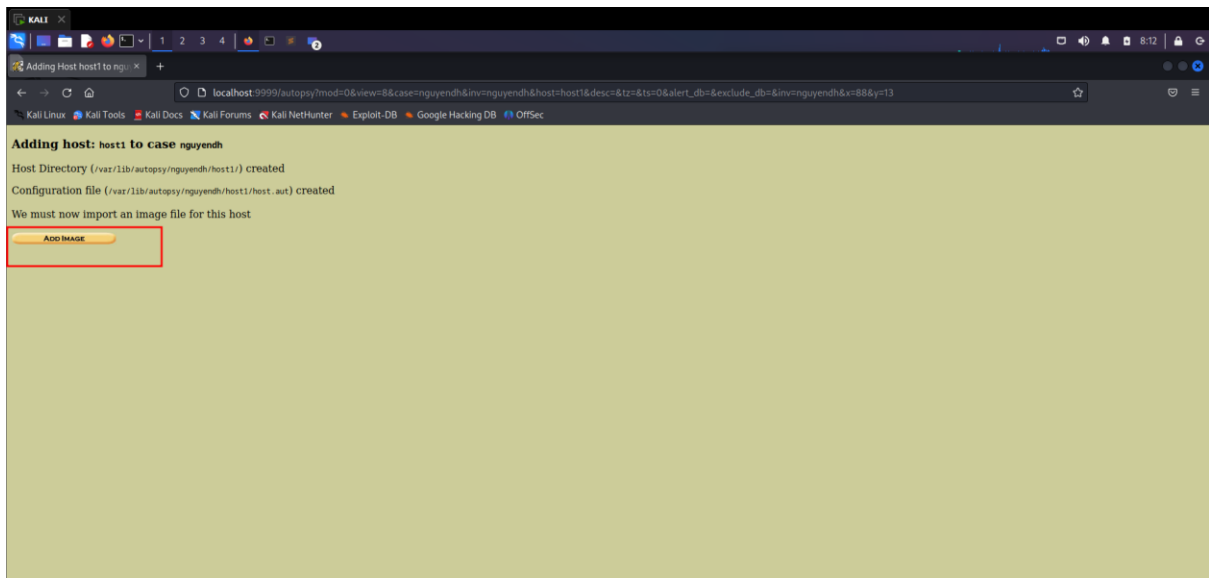 KALI
1 2 3 4
2
8:12
Adding Host host1 to ngu
localhost:9999/autopsy?mod=0&view=8&case=nguyendh&inv=nguyendh&host=host1&desc=&tz=&ts=0&alert_db=&exclude_db=&inv=nguyendh&x=88&y=13
Kali Linux Kali Tools Kali Docs Kali Forums Kali NetHunter Exploit-DB Google Hacking DB OffSec
Adding host: host1 to case nguyendh
Host Directory (/var/lib/autopsy/nguyendh/host1/) created
Configuration file (/var/lib/autopsy/nguyendh/host1/host.aut) created
We must now import an image file for this host
ADD IMAGE